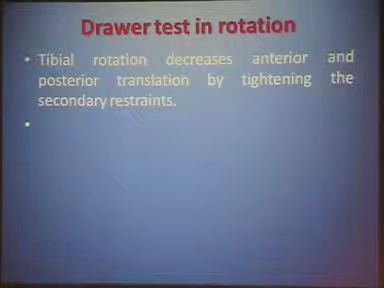 Drawer test in rotation
• Tibial rotation decreases anterior and
posterior translation by tightening the
secondary restraints.
•